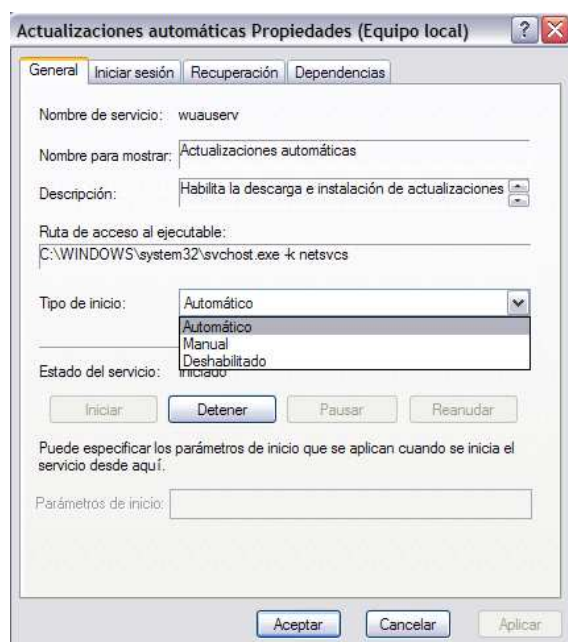 Actualizaciones automáticas Propiedades (Equipo local)
General Iniciar sesión Recuperación Dependencias
Nombre de servicio: wuauserv
Nombre para mostrar: Actualizaciones automáticas
Descripción: Habilita la descarga e instalación de actualizaciones
Ruta de acceso al ejecutable:
C:\WINDOWS\system32\svchost.exe -k netsvcs
Tipo de inicio: Automático
Automático
Manual
Deshabilitado
Estado del servicio: Iniciado
Iniciar Detener Pausar Reanudar
Puede especificar los parámetros de inicio que se aplican cuando se inicia el
servicio desde aquí.
Parámetros de inicio:
Aceptar Cancelar Aplicar